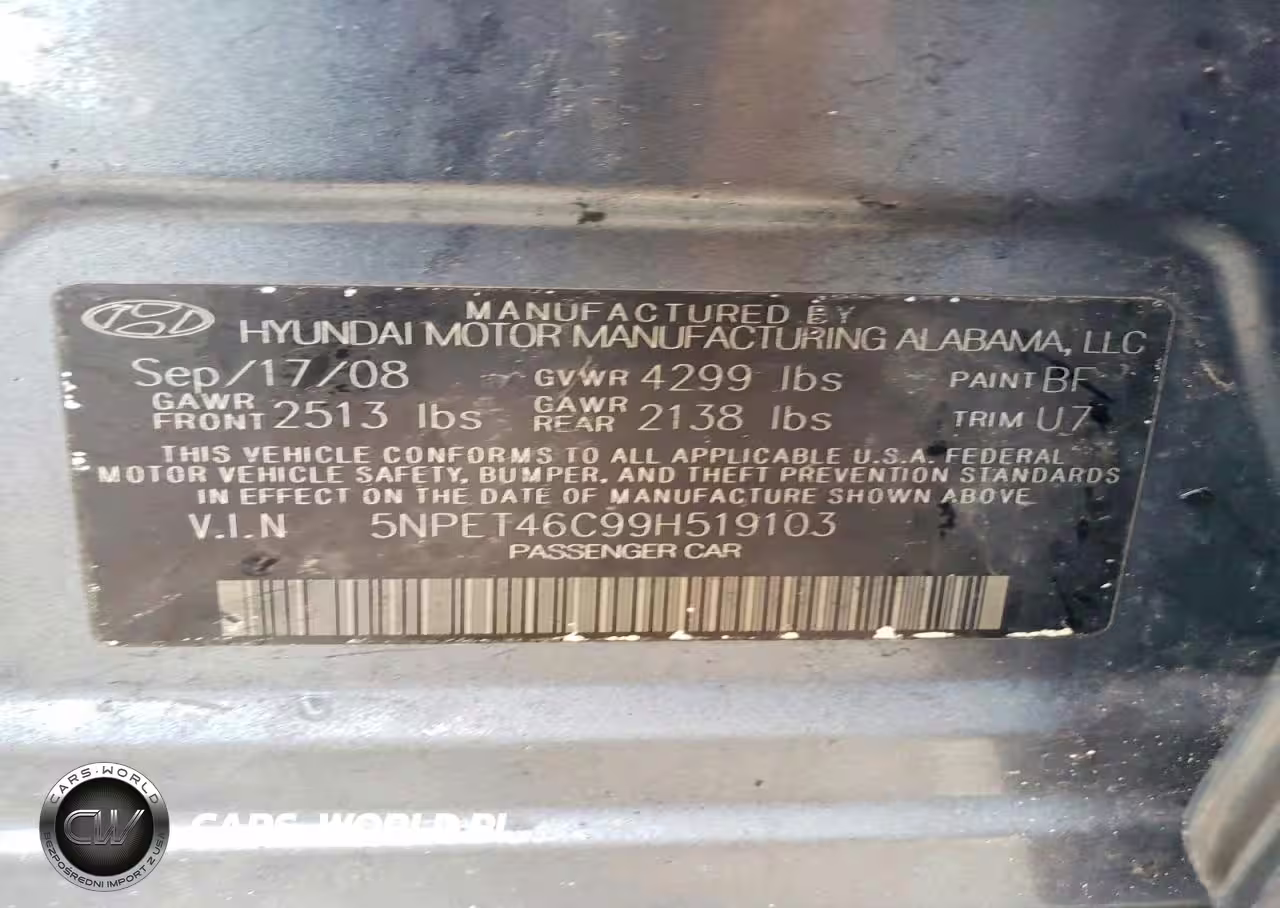 MANUFACTURED BY
HYUNDAI MOTOR MANUFACTURING ALABAMA, LLC
Sep/17/08 GVWR 4299 lbs PAINT BF
GAWR FRONT 2513 lbs GAWR REAR 2138 lbs TRIM U7
THIS VEHICLE CONFORMS TO ALL APPLICABLE U.S.A. FEDERAL
MOTOR VEHICLE SAFETY, BUMPER, AND THEFT PREVENTION STANDARDS
IN EFFECT ON THE DATE OF MANUFACTURE SHOWN ABOVE
V.I.N 5NPET46C99H519103
PASSENGER CAR
CARS-WORLD
CW
BEZPOŚREDNI IMPORT Z USA
CARS-WORLD.PL